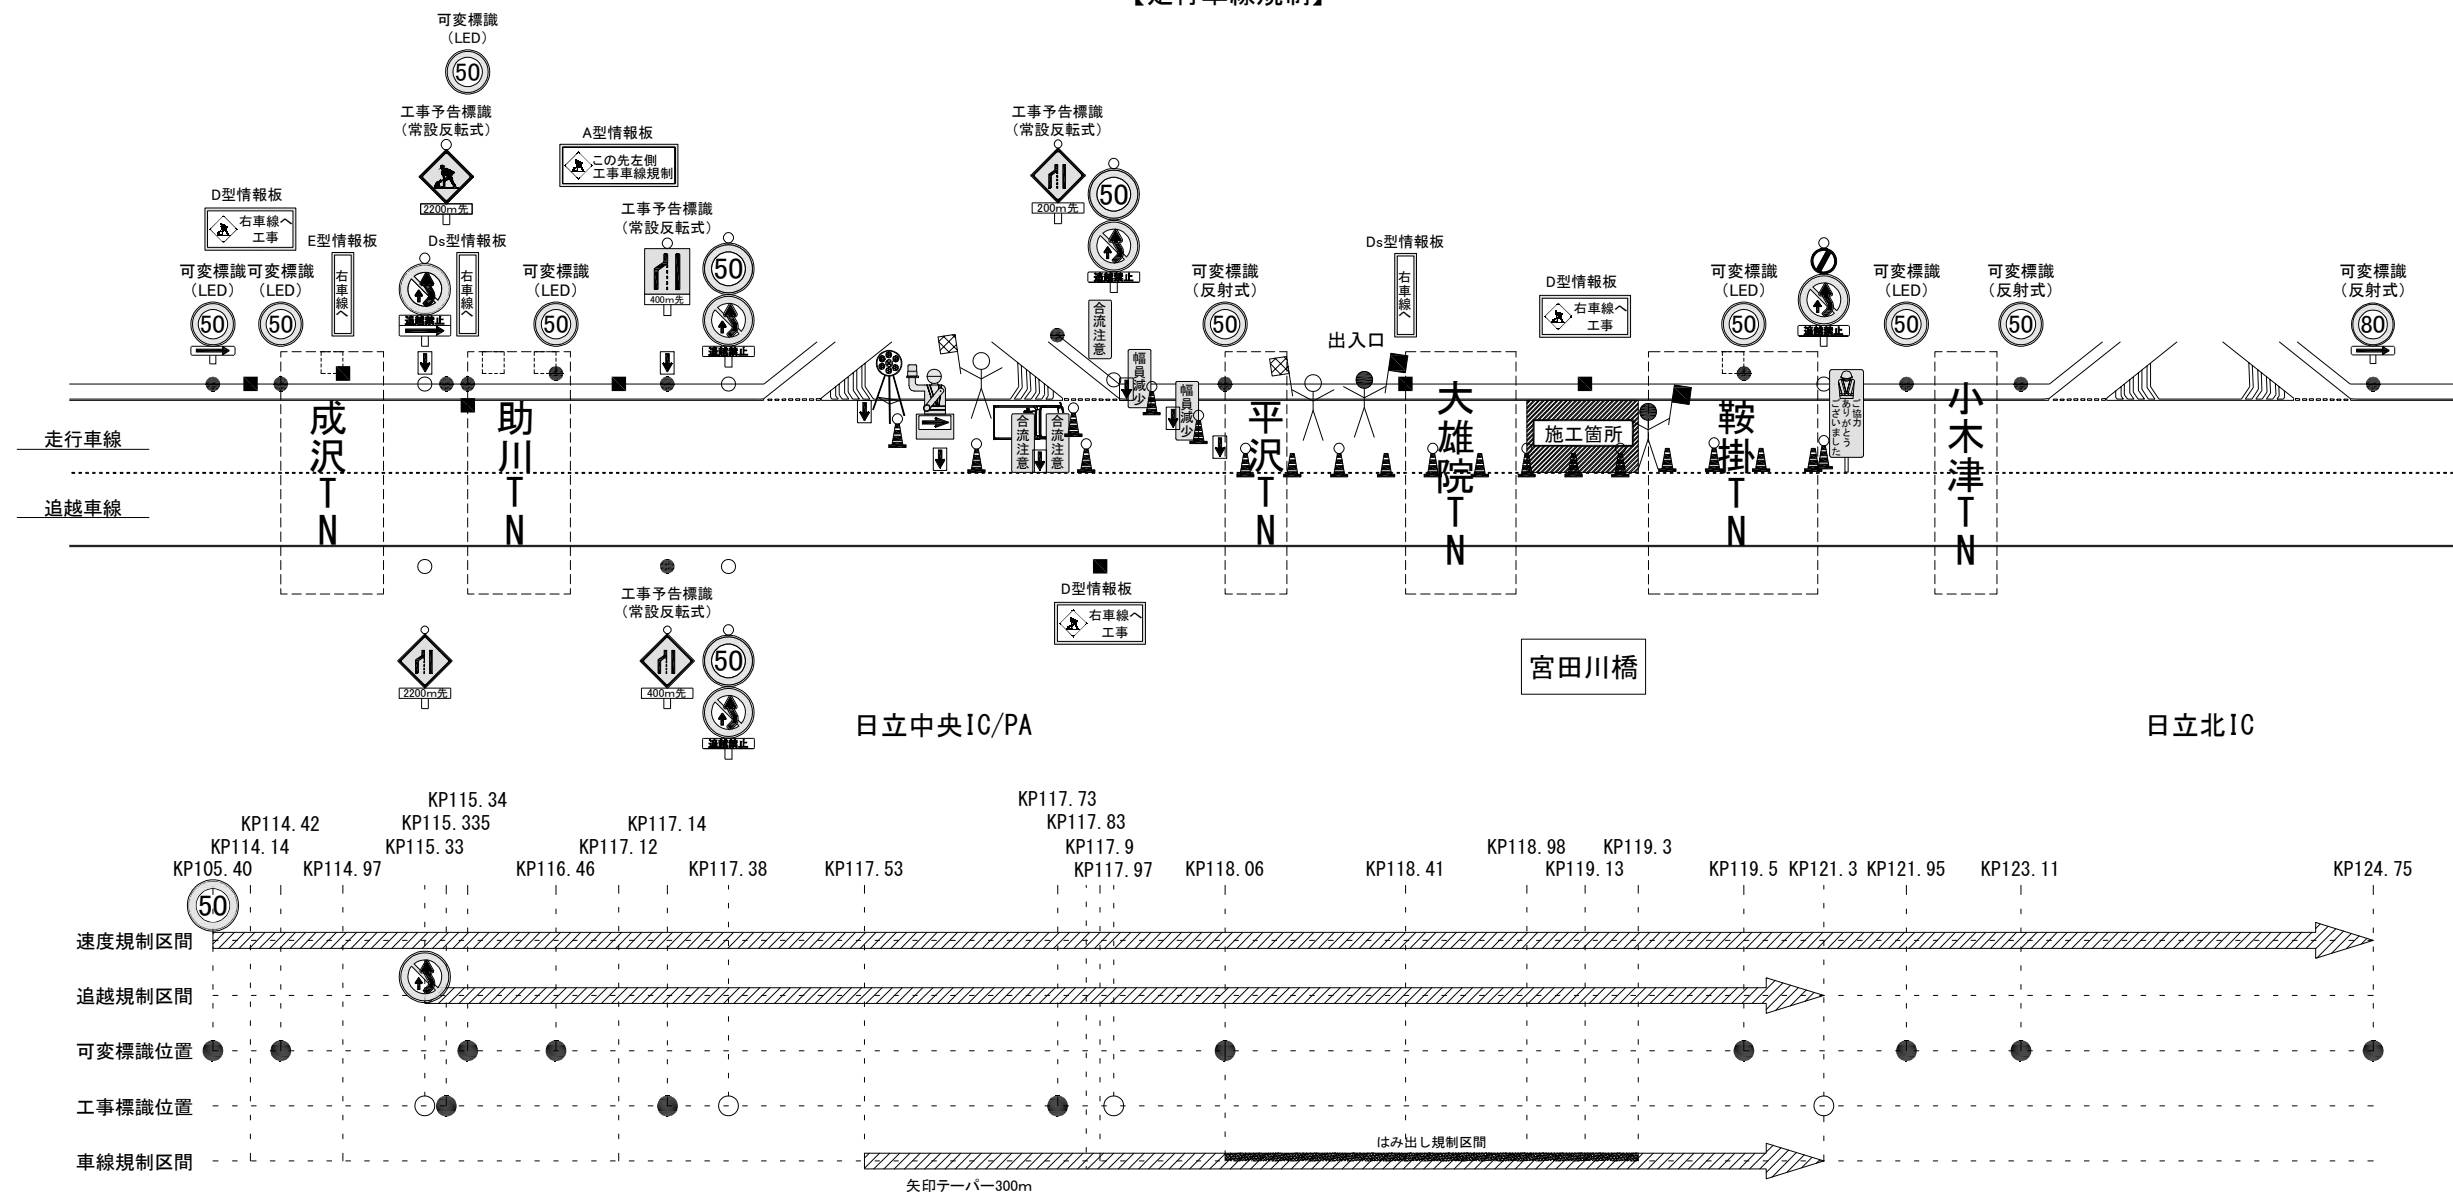 【走行車線規制】
可変標識
(LED)
50
工事予告標識
(常設反転式)
2200m先
A型情報板
この先左側
工事車線規制
工事予告標識
(常設反転式)
200m先
50
追越禁止
D型情報板
右車線へ
工事
E型情報板
右車線へ
Ds型情報板
右車線へ
追越禁止
工事予告標識
(常設反転式)
400m先
50
追越禁止
可変標識
(LED)
50
可変標識
(LED)
50
可変標識
(LED)
50
合流注意
幅員減少
幅員減少
可変標識
(反射式)
50
Ds型情報板
右車線へ
出入口
D型情報板
右車線へ
工事
可変標識
(LED)
50
追越禁止
可変標識
(LED)
50
可変標識
(反射式)
50
可変標識
(反射式)
80
走行車線
追越車線
成沢TN
助川TN
合流注意
合流注意
平沢TN
大雄院TN
施工箇所
鞍掛TN
ご協力
ありがとう
ございました
小木津TN
2200m先
工事予告標識
(常設反転式)
400m先
50
追越禁止
D型情報板
右車線へ
工事
宮田川橋
日立中央IC/PA
日立北IC
KP115.34
KP117.73
KP114.42
KP115.335
KP117.14
KP117.83
KP114.14
KP115.33
KP117.12
KP117.9
KP118.98
KP119.3
KP105.40
KP114.97
KP116.46
KP117.38
KP117.53
KP117.97
KP118.06
KP118.41
KP119.13
KP119.5
KP121.3
KP121.95
KP123.11
KP124.75
50
速度規制区間
追越規制区間
可変標識位置
工事標識位置
車線規制区間
はみ出し規制区間
矢印テーパー300m